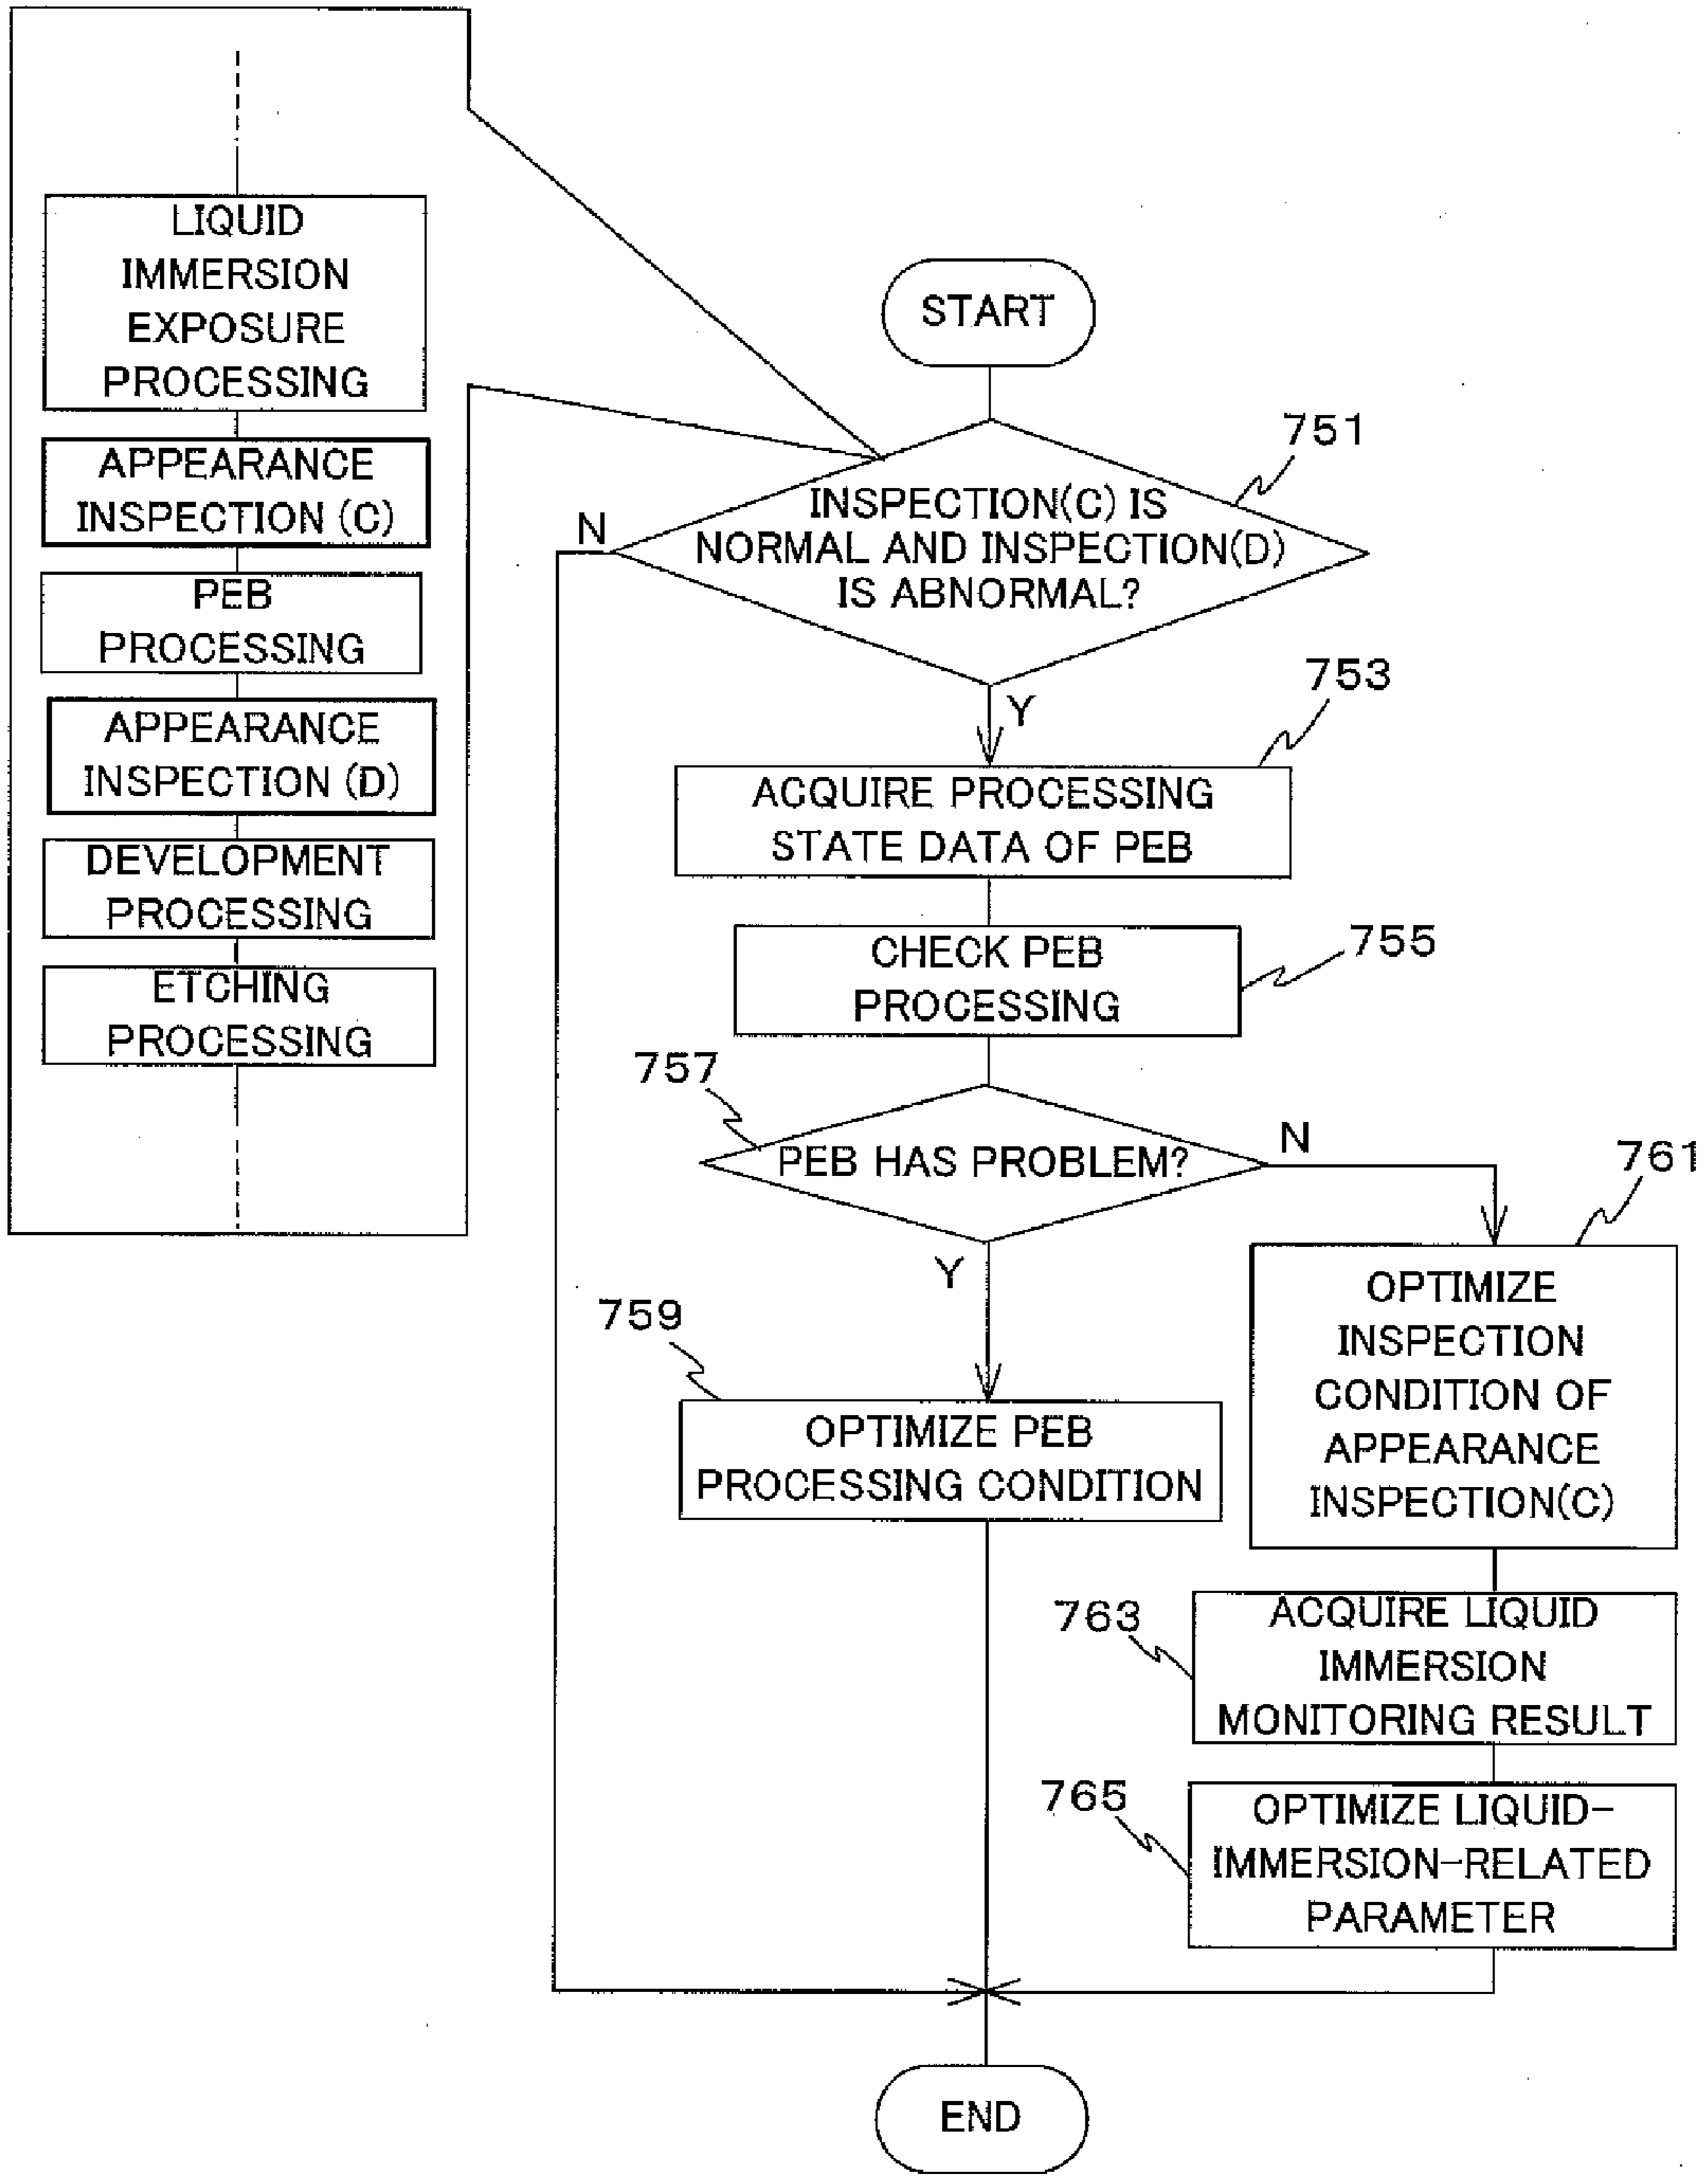 LIQUID
IMMERSION
EXPOSURE
PROCESSING
APPEARANCE
INSPECTION (C)
PEB
PROCESSING
APPEARANCE
INSPECTION (D)
DEVELOPMENT
PROCESSING
ETCHING
PROCESSING
START
751
INSPECTION(C) IS
NORMAL AND INSPECTION(D)
IS ABNORMAL?
N
Y
753
ACQUIRE PROCESSING
STATE DATA OF PEB
755
CHECK PEB
PROCESSING
757
PEB HAS PROBLEM?
N
Y
759
OPTIMIZE PEB
PROCESSING CONDITION
761
OPTIMIZE
INSPECTION
CONDITION OF
APPEARANCE
INSPECTION(C)
763
ACQUIRE LIQUID
IMMERSION
MONITORING RESULT
765
OPTIMIZE LIQUID-
IMMERSION-RELATED
PARAMETER
END